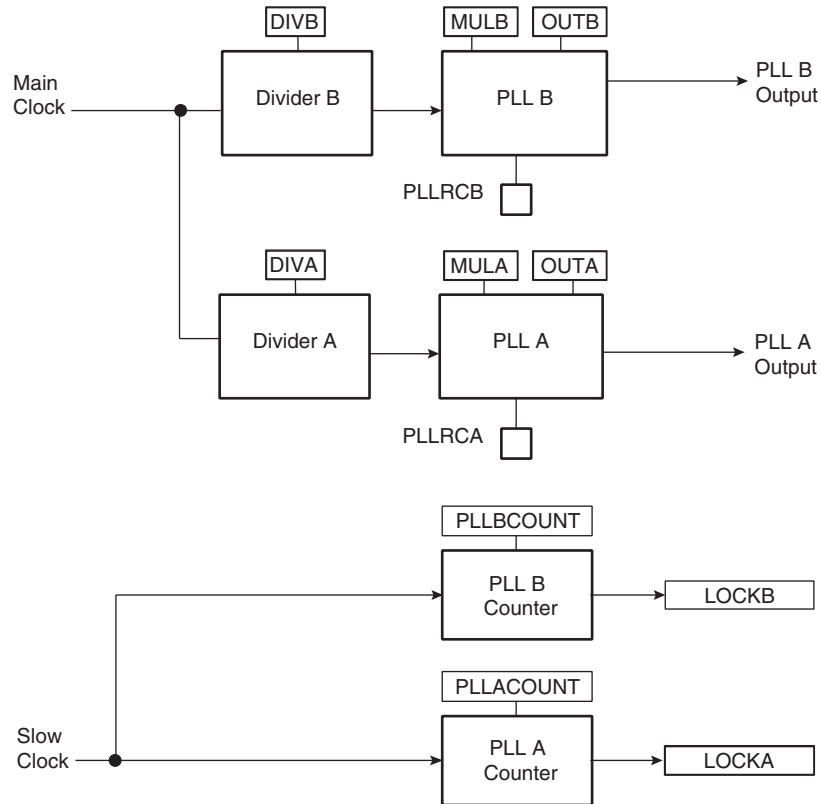 DIVB
MULB
OUTB
Main
Clock
Divider B
PLL B
PLL B
Output
PLLRCB
DIVA
MULA
OUTA
Divider A
PLL A
PLL A
Output
PLLRCA
PLLBCOUNT
PLL B
Counter
LOCKB
PLLACOUNT
Slow
Clock
PLL A
Counter
LOCKA